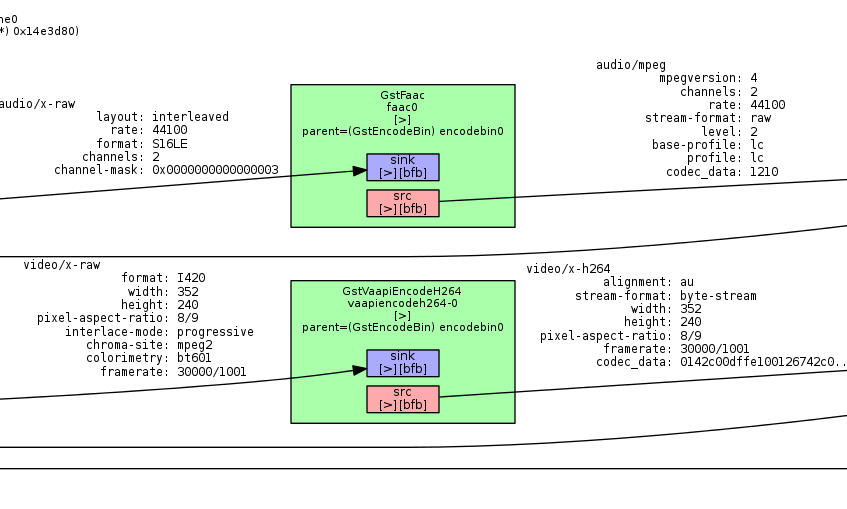 ne0
*) 0x14e3d80)
audio/x-raw
layout: interleaved
rate: 44100
format: S16LE
channels: 2
channel-mask: 0x0000000000000003
GstFaac
faac0
[>]
parent=(GstEncodeBin) encodebin0
sink
[>][bfb]
src
[>][bfb]
audio/mpeg
mpegversion: 4
channels: 2
rate: 44100
stream-format: raw
level: 2
base-profile: lc
profile: lc
codec_data: 1210
video/x-raw
format: I420
width: 352
height: 240
pixel-aspect-ratio: 8/9
interlace-mode: progressive
chroma-site: mpeg2
colorimetry: bt601
framerate: 30000/1001
GstVaapiEncodeH264
vaapiencodeh264-0
[>]
parent=(GstEncodeBin) encodebin0
sink
[>][bfb]
src
[>][bfb]
video/x-h264
alignment: au
stream-format: byte-stream
width: 352
height: 240
pixel-aspect-ratio: 8/9
framerate: 30000/1001
codec_data: 0142c00dffe100126742c0..